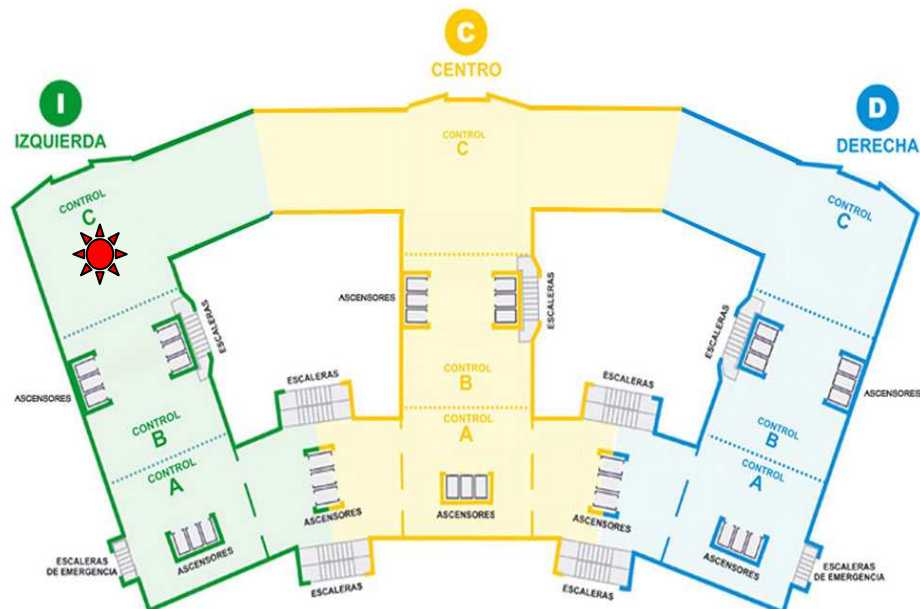 C
CENTRO
I
IZQUIERDA
D
DERECHA
CONTROL
C
CONTROL
C
CONTROL
C
ASCENSORES
ESCALERAS
ESCALERAS
ESCALERAS
ASCENSORES
ASCENSORES
ESCALERAS
ESCALERAS
CONTROL
B
CONTROL
B
CONTROL
B
CONTROL
A
CONTROL
A
CONTROL
A
ASCENSORES
ASCENSORES
ASCENSORES
ASCENSORES
ASCENSORES
ESCALERAS
DE EMERGENCIA
ESCALERAS
DE EMERGENCIA
ESCALERAS
ESCALERAS